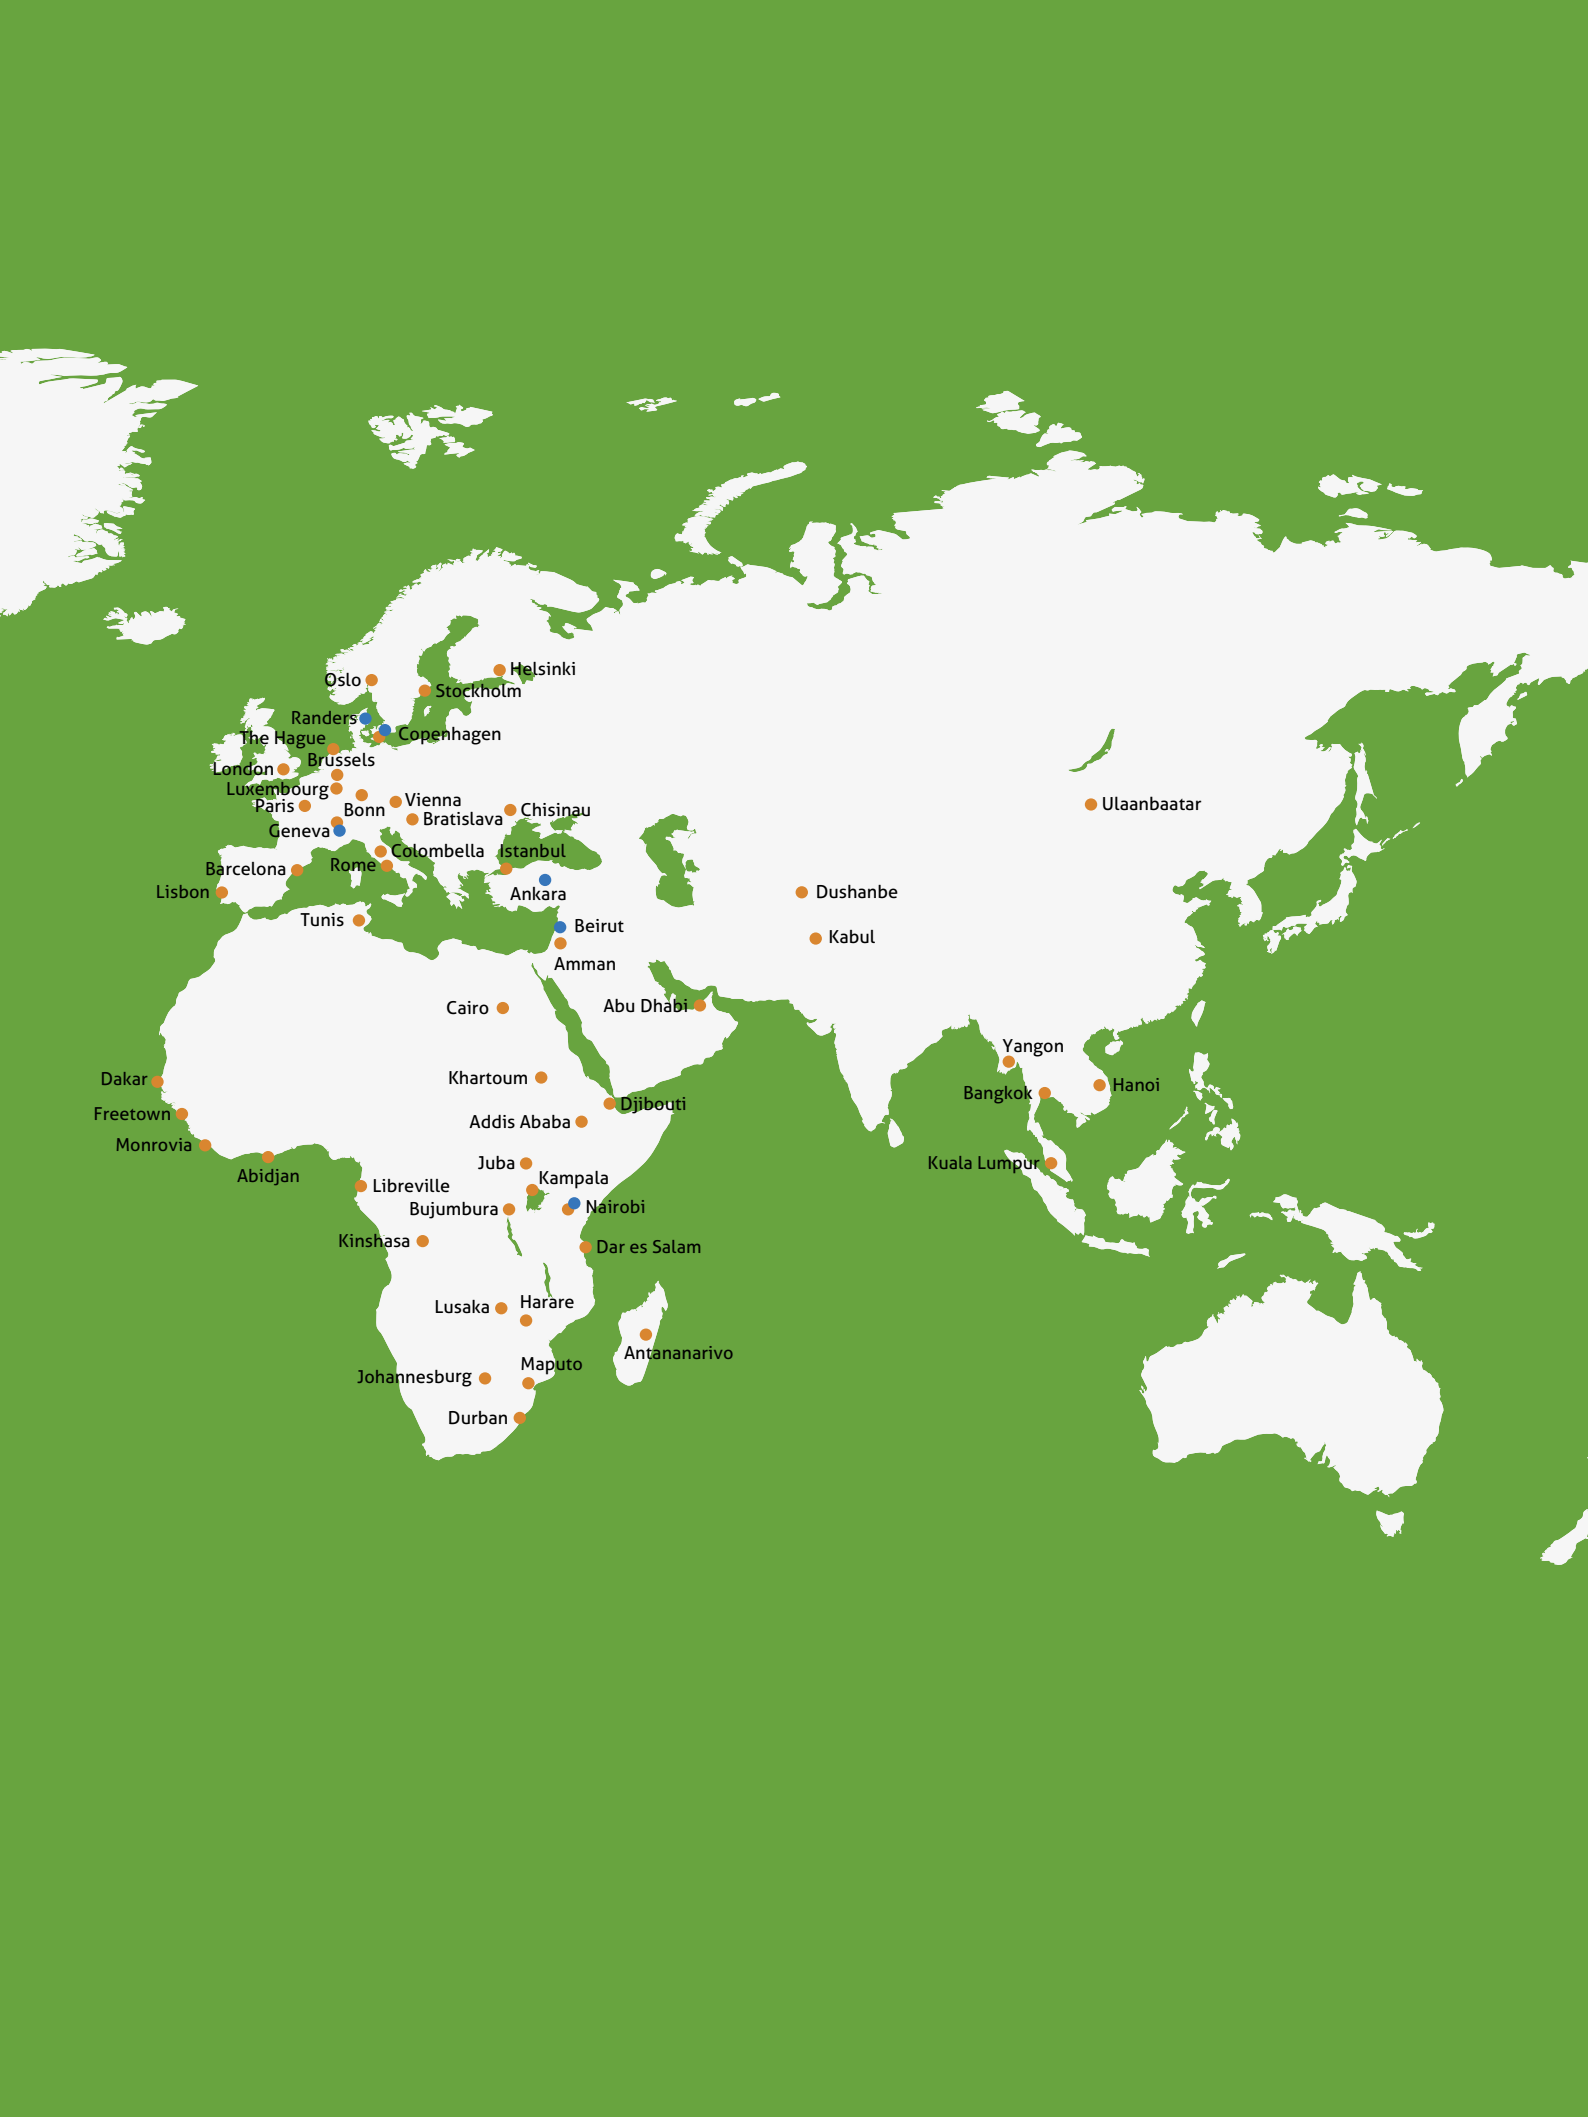 Helsinki
Oslo
Stockholm
Randers
Copenhagen
The Hague
Brussels
London
Luxembourg
Paris
Bonn
Vienna
Chisinau
Bratislava
Geneva
Colombella
Istanbul
Barcelona
Rome
Lisbon
Ankara
Tunis
Beirut
Amman
Ulaanbaatar
Dushanbe
Kabul
Cairo
Abu Dhabi
Yangon
Dakar
Khartoum
Bangkok
Hanoi
Freetown
Djibouti
Addis Ababa
Monrovia
Abidjan
Juba
Kuala Lumpur
Kampala
Libreville
Bujumbura
Nairobi
Kinshasa
Dar es Salam
Lusaka
Harare
Antananarivo
Maputo
Johannesburg
Durban